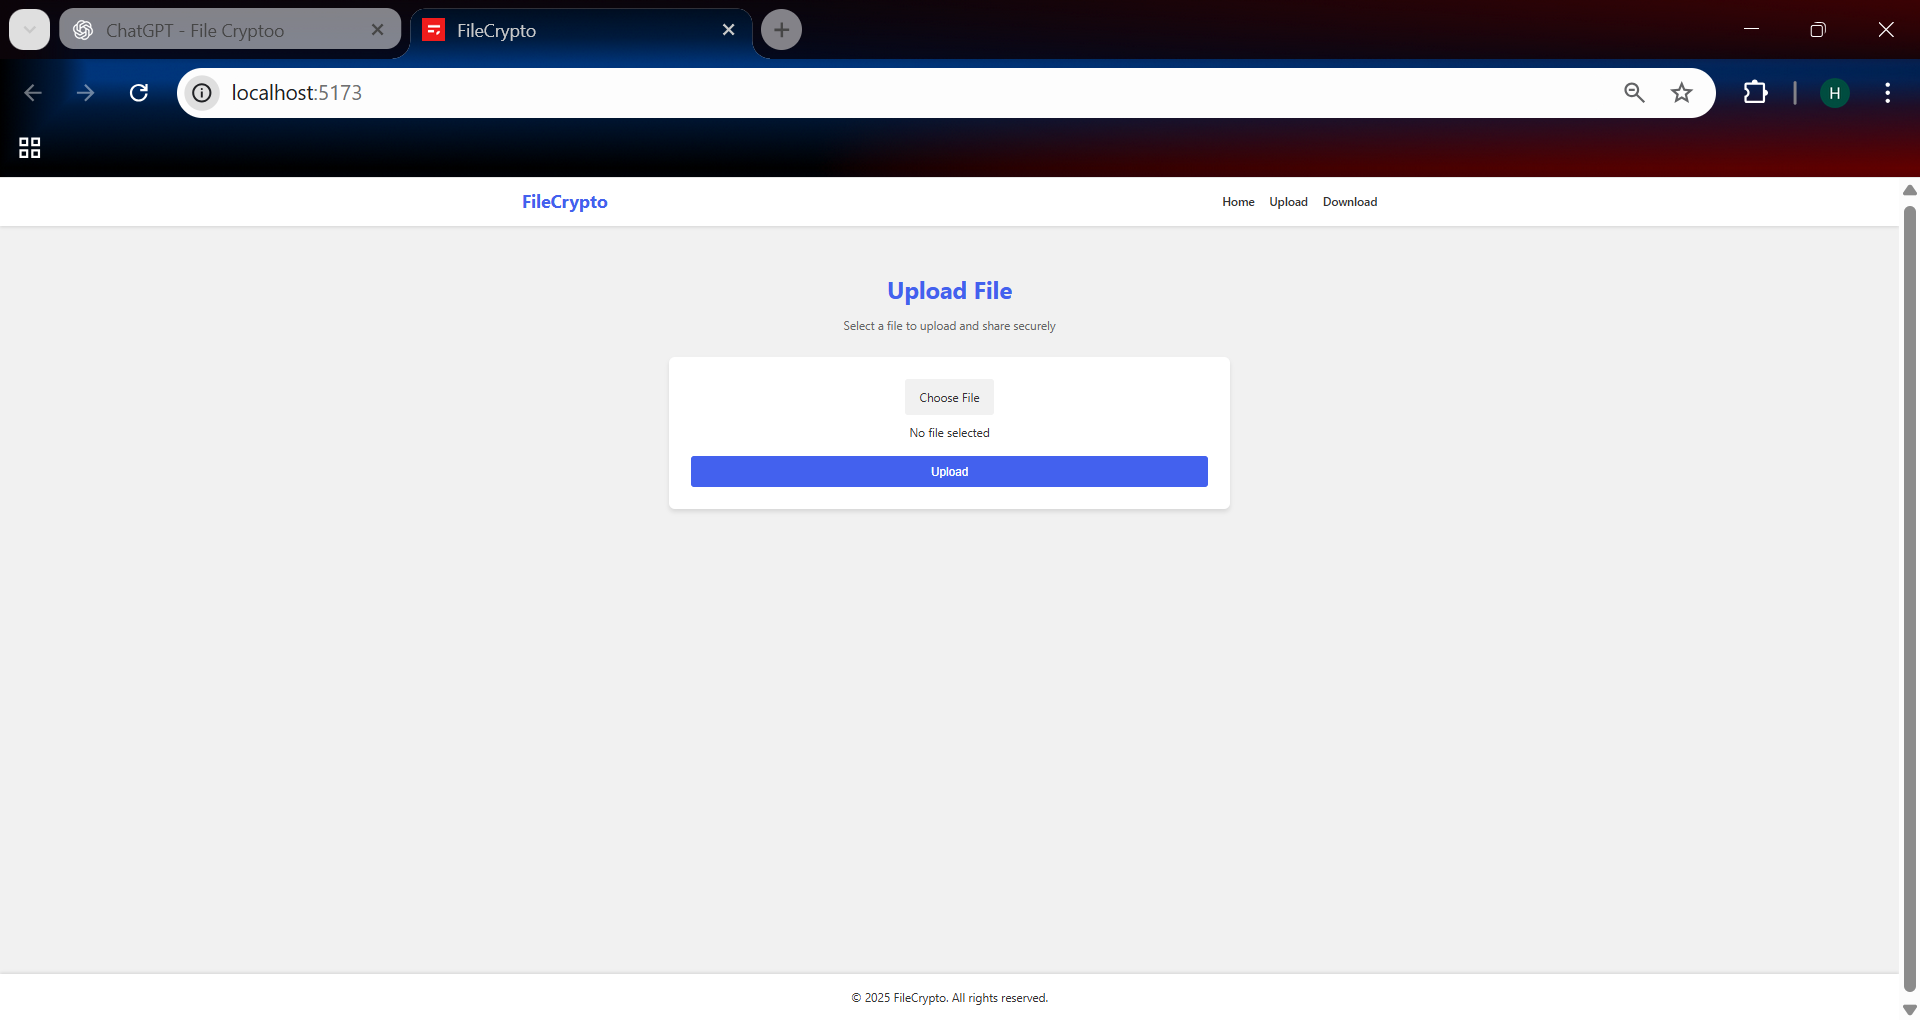 ChatGPT - File Cryptoo
FileCrypto
localhost:5173
H
FileCrypto
Home Upload Download
Upload File
Select a file to upload and share securely
Choose File
No file selected
Upload
© 2025 FileCrypto. All rights reserved.